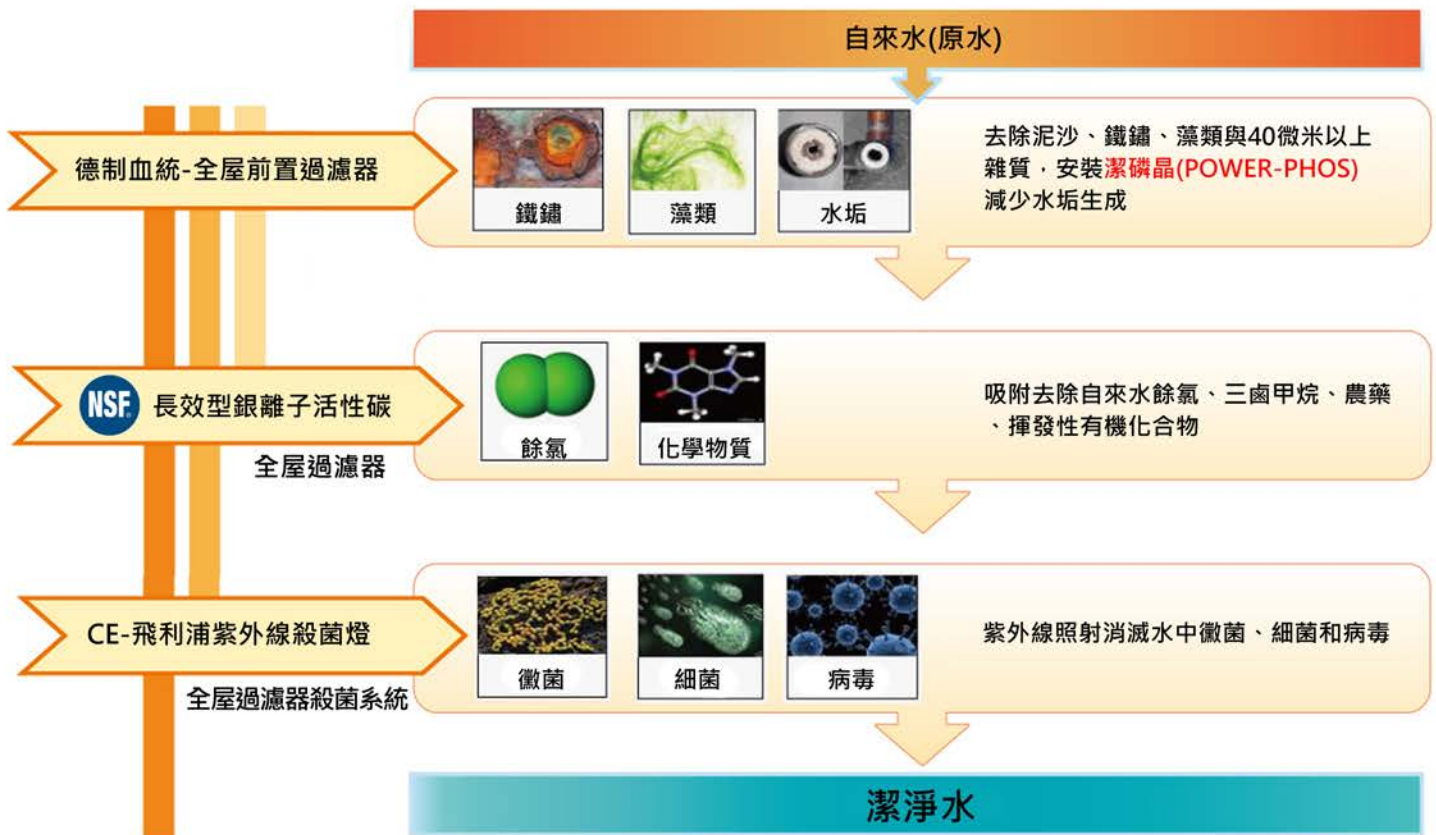 自來水(原水)
德制血統-全屋前置過濾器
鐵鏽
藻類
水垢
去除泥沙、鐵鏽、藻類與40微米以上
雜質，安裝潔磷晶(POWER-PHOS)
減少水垢生成
NSF 長效型銀離子活性碳
全屋過濾器
餘氯
化學物質
吸附去除自來水餘氯、三鹵甲烷、農藥
、揮發性有機化合物
CE-飛利浦紫外線殺菌燈
全屋過濾器殺菌系統
黴菌
細菌
病毒
紫外線照射消滅水中黴菌、細菌和病毒
潔淨水